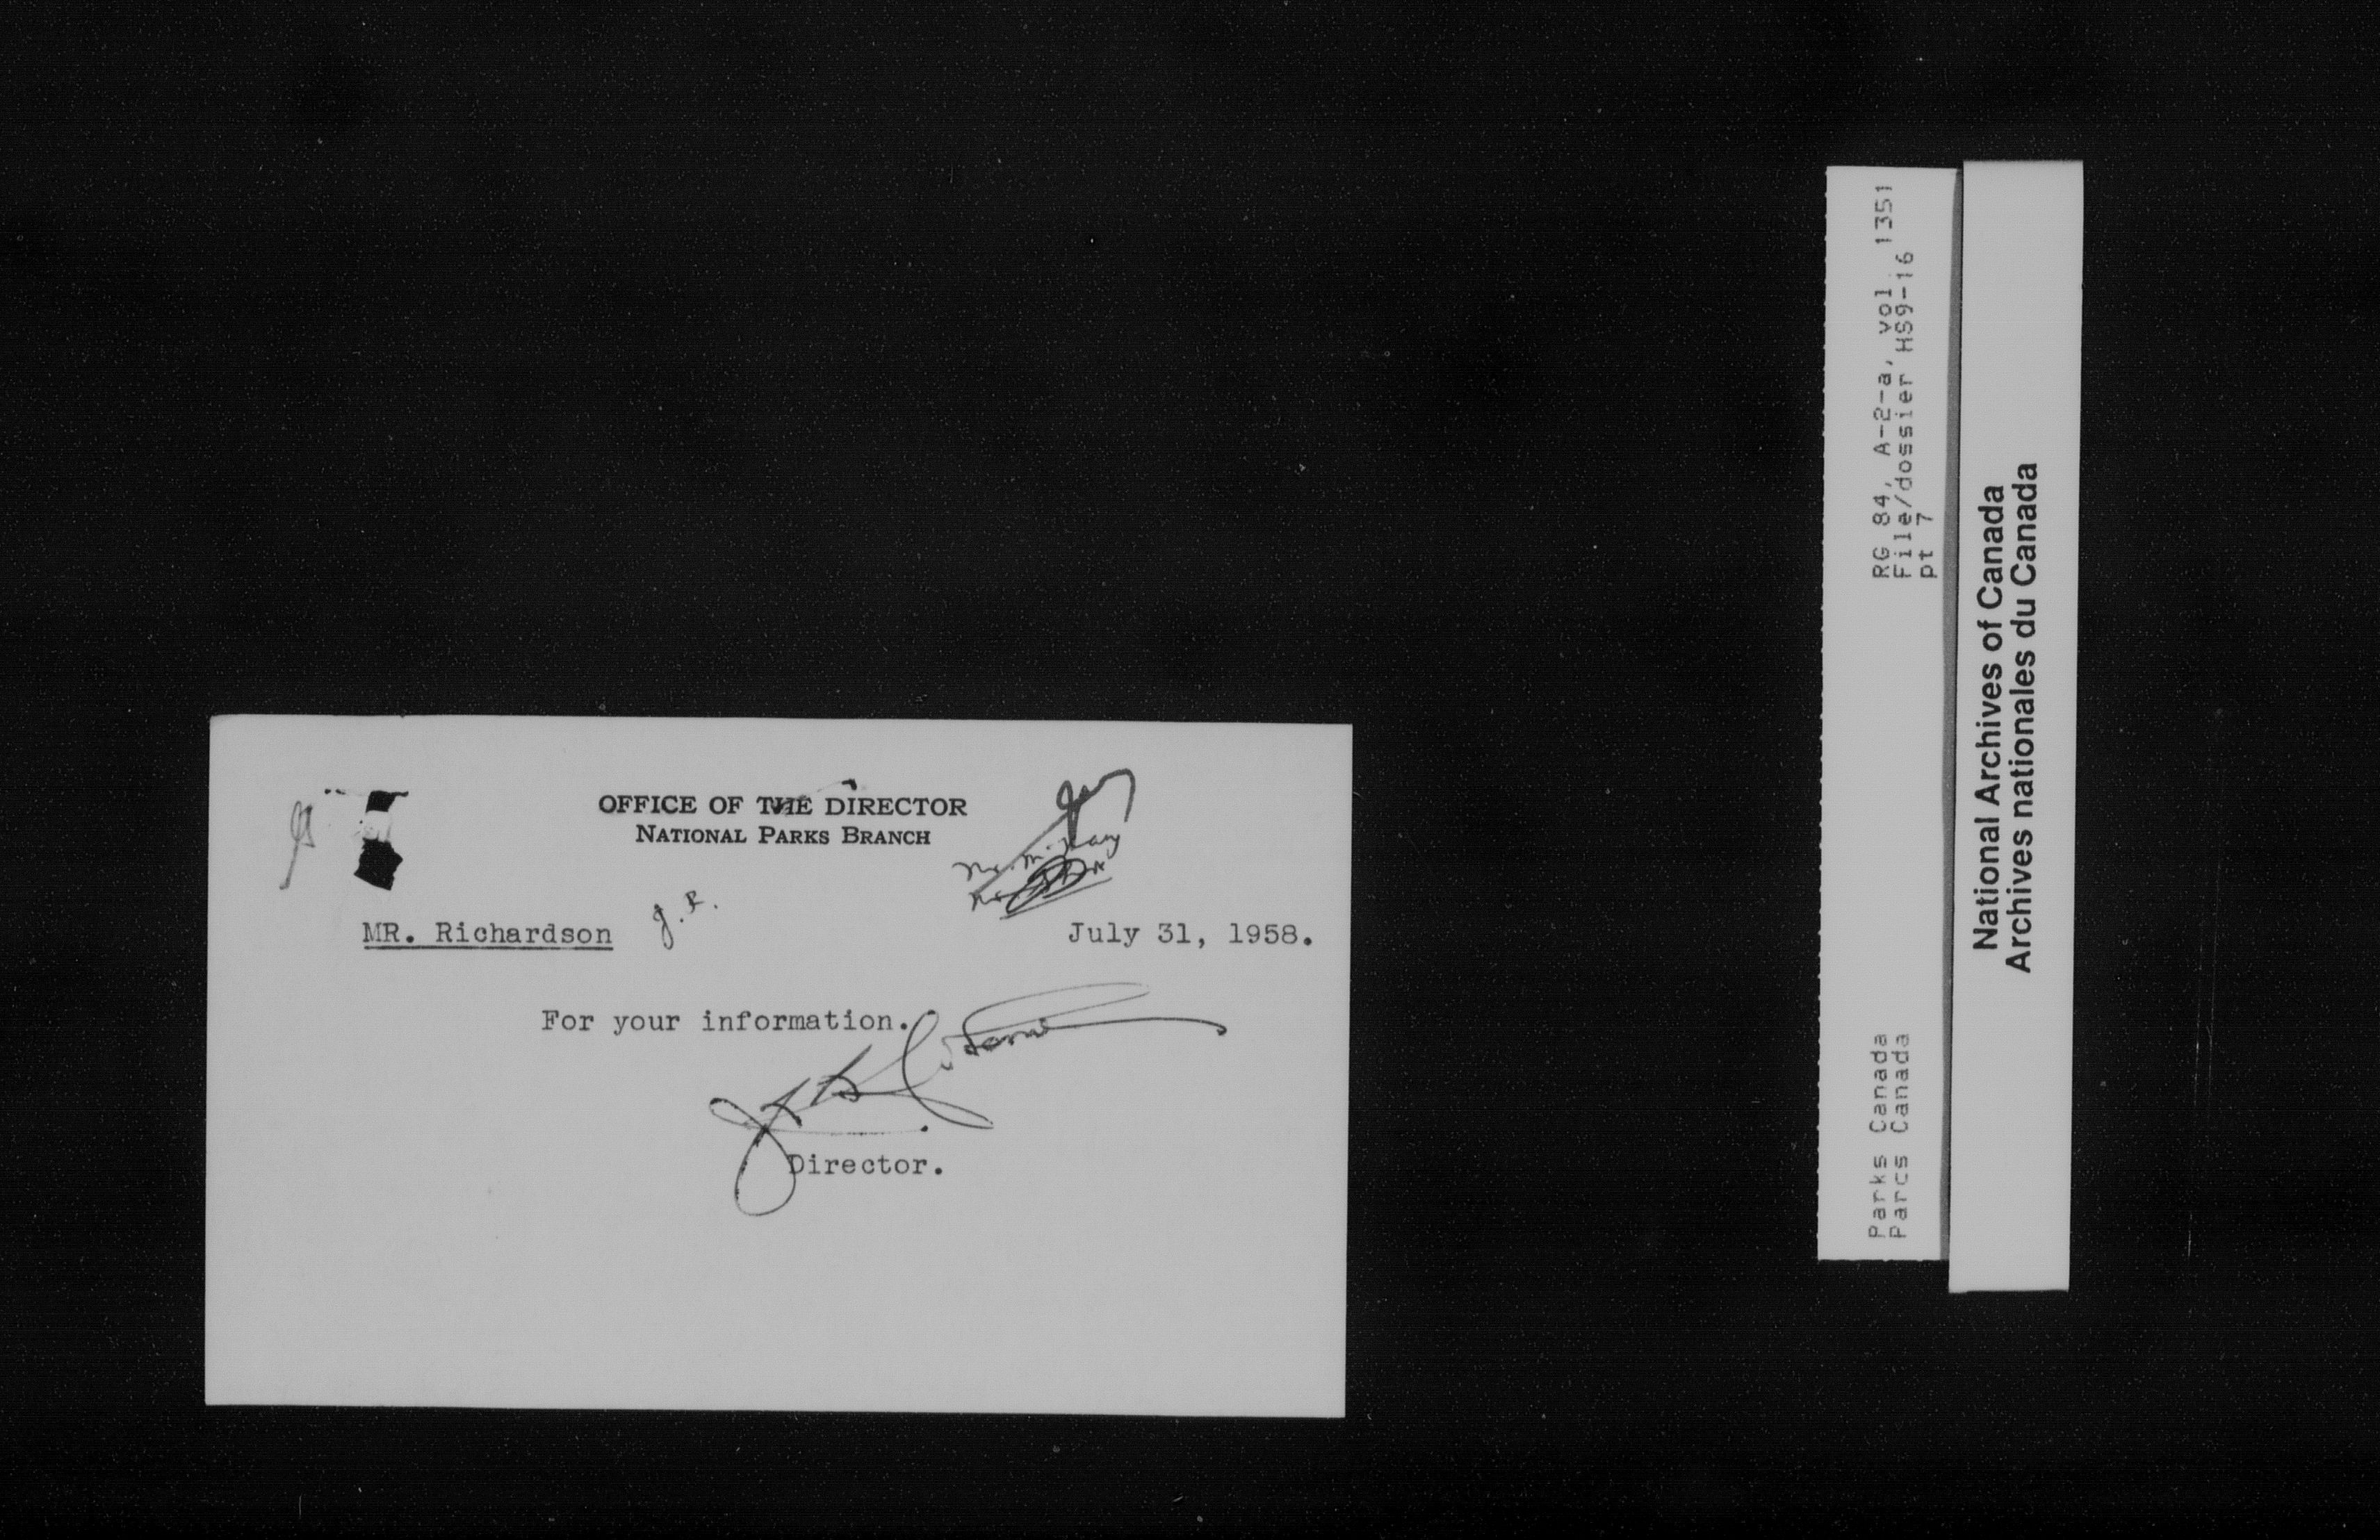 OFFICE OF THE DIRECTOR
NATIONAL PARKS BRANCH
MR. Richardson J.R.
July 31, 1958.
For your information.
Director.
RG 84, A-2-a, vol. 1351
File/dossier HS9-16
pt 7
Parks Canada
Parcs Canada
National Archives of Canada
Archives nationales du Canada